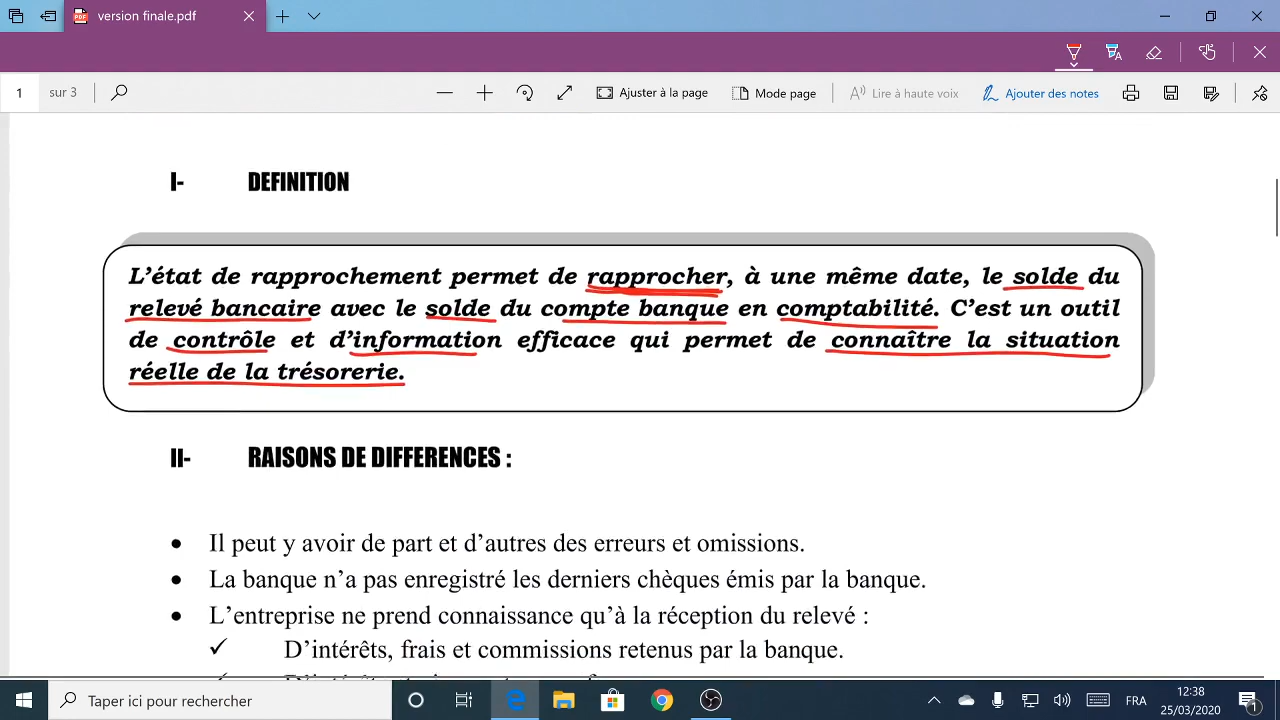 version finale.pdf
1 sur 3 Ajuster à la page Mode page Lire à haute voix Ajouter des notes
I- DEFINITION
L'état de rapprochement permet de rapprocher, à une même date, le solde du
relevé bancaire avec le solde du compte banque en comptabilité. C'est un outil
de contrôle et d'information efficace qui permet de connaître la situation
réelle de la trésorerie.
II- RAISONS DE DIFFERENCES :
• Il peut y avoir de part et d'autres des erreurs et omissions.
• La banque n'a pas enregistré les derniers chèques émis par la banque.
• L'entreprise ne prend connaissance qu'à la réception du relevé :
✓ D'intérêts, frais et commissions retenus par la banque.
Taper ici pour rechercher
FRA
12:38
25/03/2020